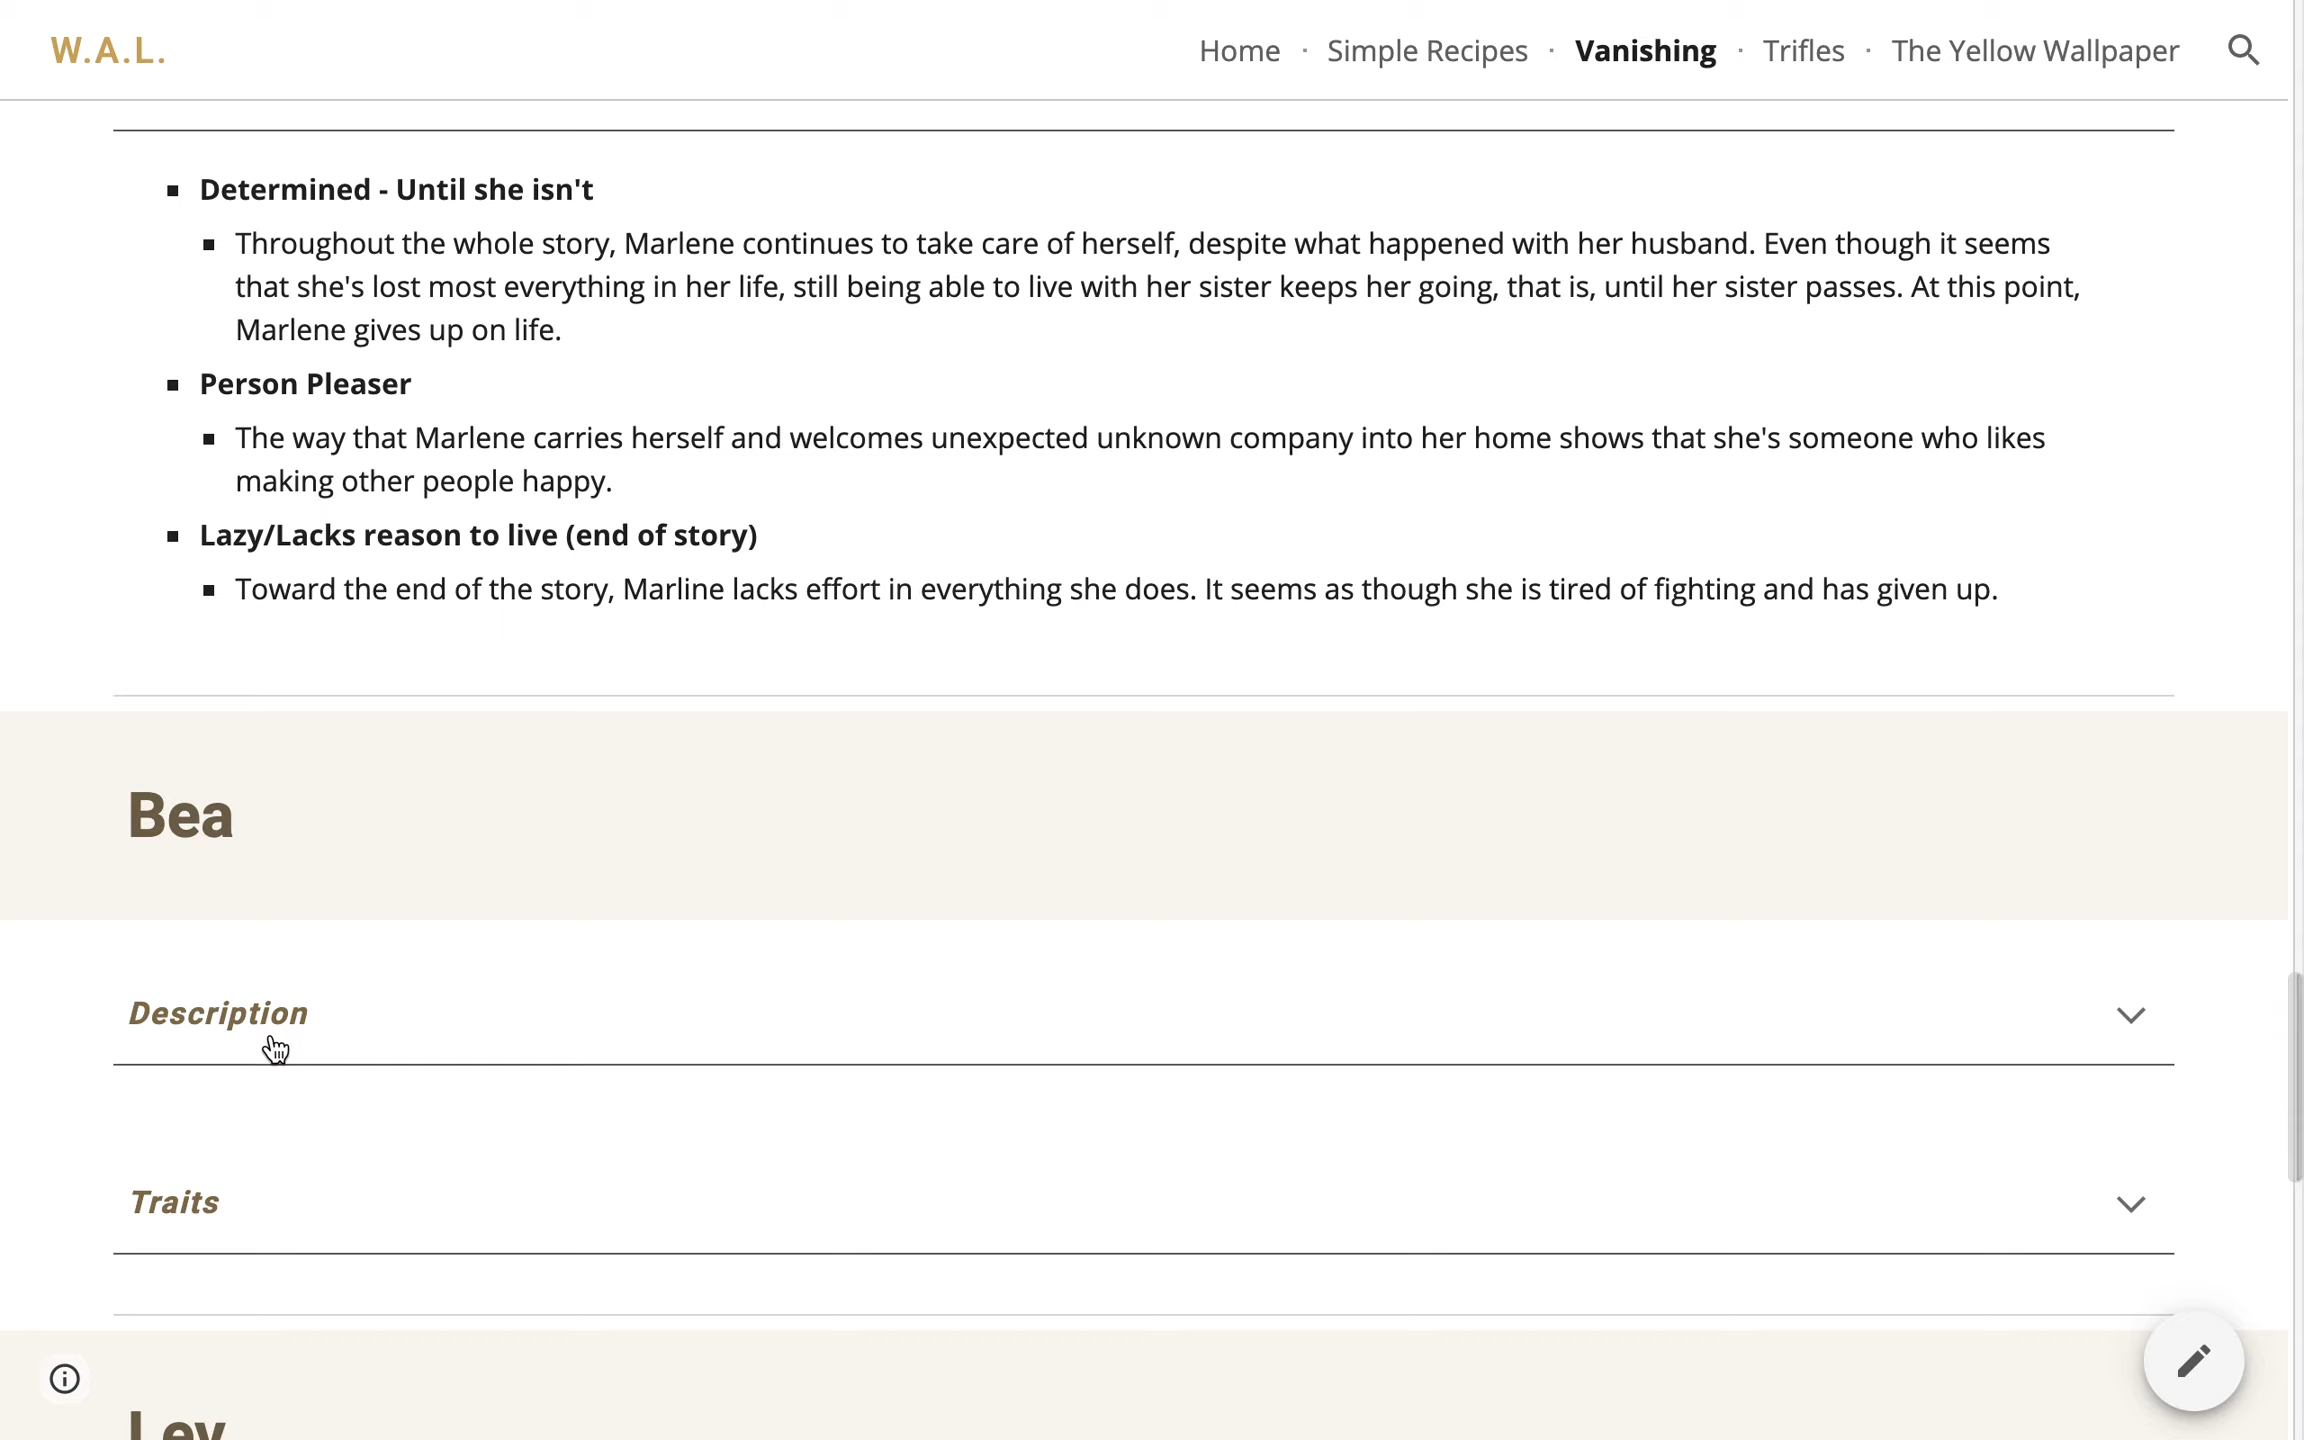 W.A.L.
Home · Simple Recipes · Vanishing · Trifles · The Yellow Wallpaper
Determined - Until she isn't
Throughout the whole story, Marlene continues to take care of herself, despite what happened with her husband. Even though it seems
that she's lost most everything in her life, still being able to live with her sister keeps her going, that is, until her sister passes. At this point,
Marlene gives up on life.
Person Pleaser
The way that Marlene carries herself and welcomes unexpected unknown company into her home shows that she's someone who likes
making other people happy.
Lazy/Lacks reason to live (end of story)
Toward the end of the story, Marline lacks effort in everything she does. It seems as though she is tired of fighting and has given up.
Bea
Description
Traits